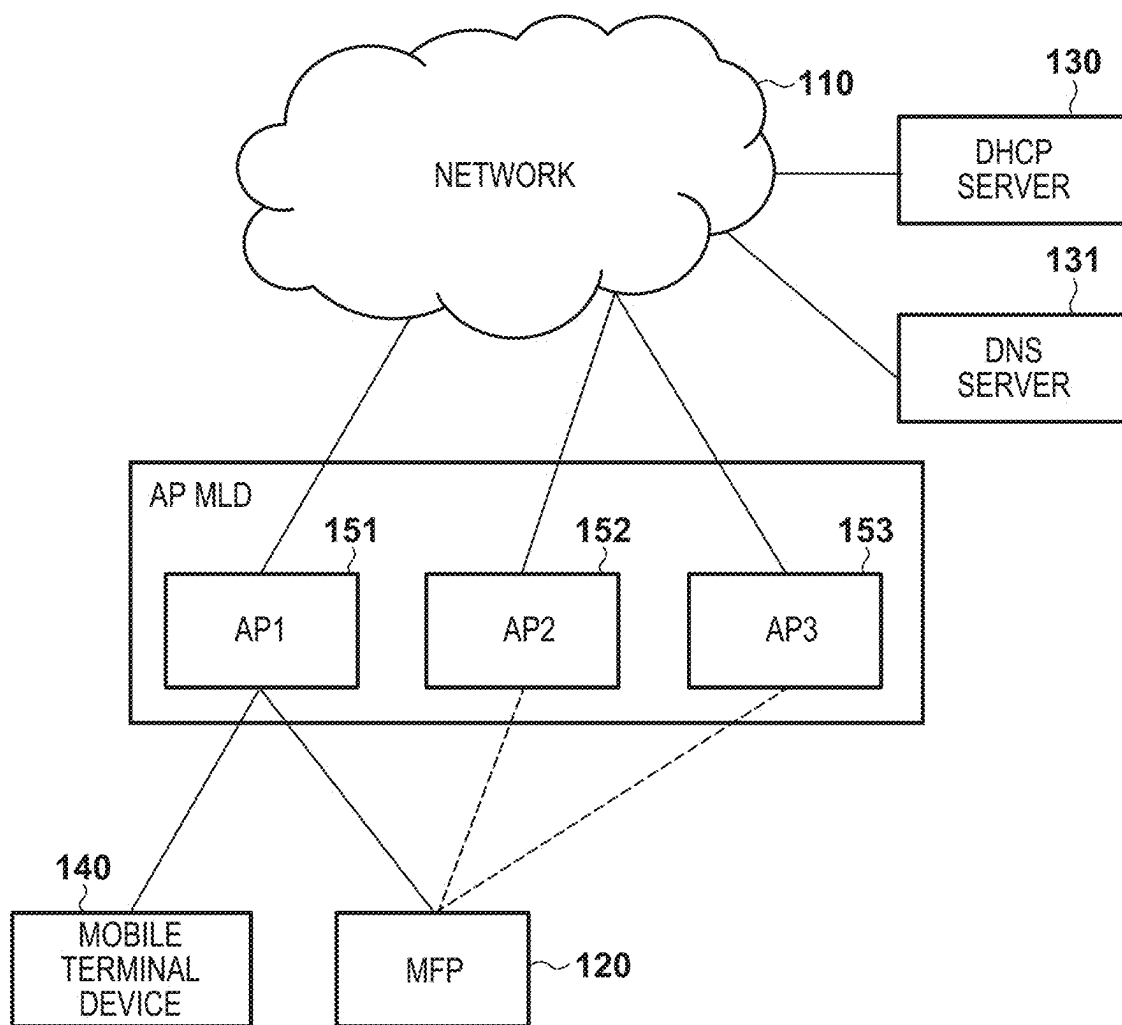 110
NETWORK
130
DHCP
SERVER
131
DNS
SERVER
AP MLD
151
AP1
152
AP2
153
AP3
140
MOBILE
TERMINAL
DEVICE
MFP
120